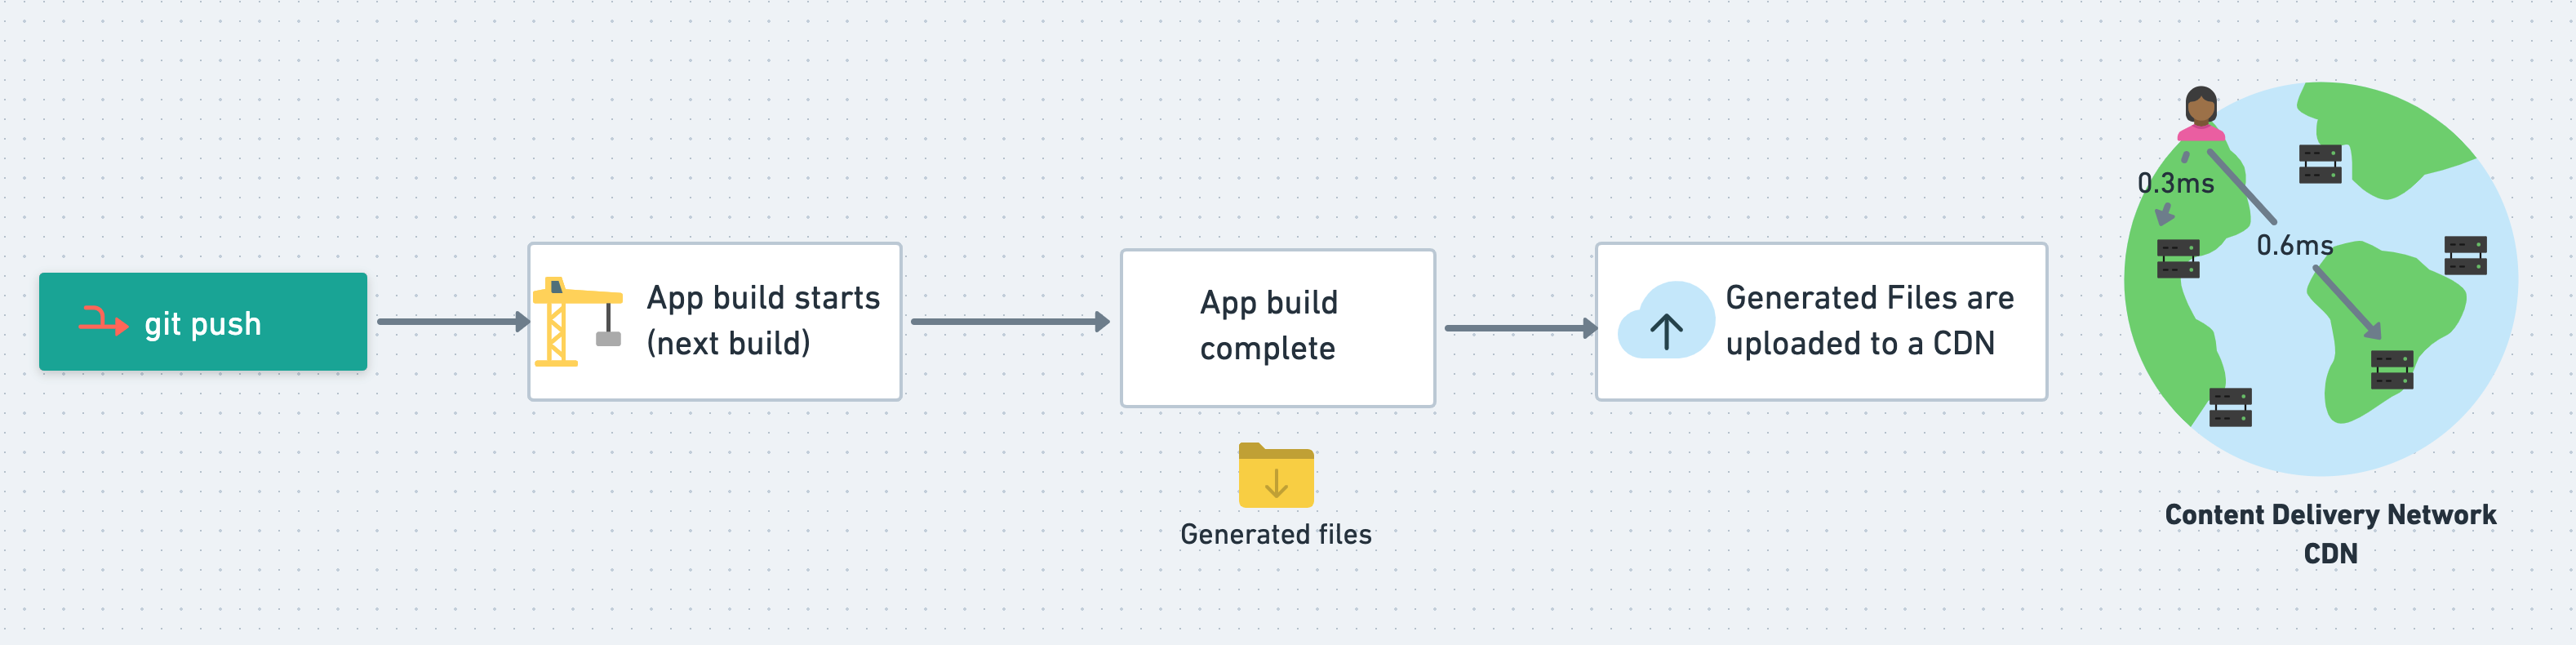 git push
App build starts
(next build)
App build
complete
Generated files
Generated Files are
uploaded to a CDN
0.3ms
0.6ms
Content Delivery Network
CDN